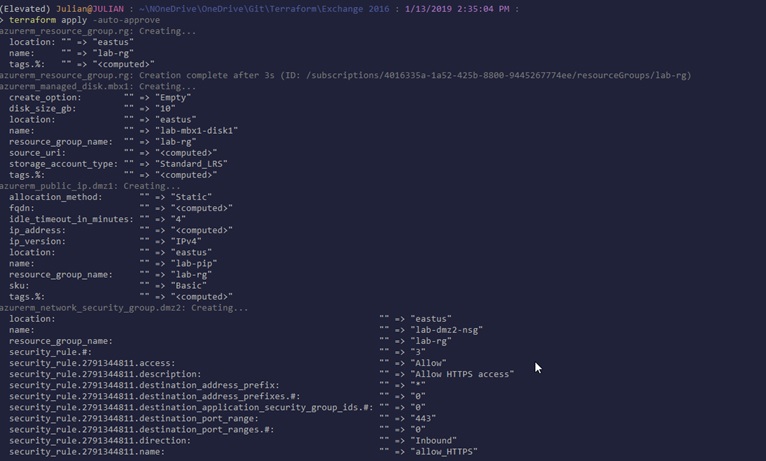 (Elevated) Julian@JULIAN : ~\NOneDrive\OneDrive\Git\Terraform\Exchange 2016 : 1/13/2019 2:35:04 PM :
> terraform apply -auto-approve
azurerm_resource_group.rg: Creating...
location: "" => "eastus"
name: "" => "lab-rg"
tags.%: "" => "<computed>"
azurerm_resource_group.rg: Creation complete after 3s (ID: /subscriptions/4016335a-1a52-425b-8800-9445267774ee/resourceGroups/lab-rg)
azurerm_managed_disk.mbx1: Creating...
create_option: "" => "Empty"
disk_size_gb: "" => "10"
location: "" => "eastus"
name: "" => "lab-mbx1-disk1"
resource_group_name: "" => "lab-rg"
source_uri: "" => "<computed>"
storage_account_type: "" => "Standard_LRS"
tags.%: "" => "<computed>"
azurerm_public_ip.dmz1: Creating...
allocation_method: "" => "Static"
fqdn: "" => "<computed>"
idle_timeout_in_minutes: "" => "4"
ip_address: "" => "<computed>"
ip_version: "" => "IPv4"
location: "" => "eastus"
name: "" => "lab-pip"
resource_group_name: "" => "lab-rg"
sku: "" => "Basic"
tags.%: "" => "<computed>"
azurerm_network_security_group.dmz2: Creating...
location: "" => "eastus"
name: "" => "lab-dmz2-nsg"
resource_group_name: "" => "lab-rg"
security_rule.#: "" => "3"
security_rule.2791344811.access: "" => "Allow"
security_rule.2791344811.description: "" => "Allow HTTPS access"
security_rule.2791344811.destination_address_prefix: "" => "*"
security_rule.2791344811.destination_address_prefixes.#: "" => "0"
security_rule.2791344811.destination_application_security_group_ids.#: "" => "0"
security_rule.2791344811.destination_port_range: "" => "443"
security_rule.2791344811.destination_port_ranges.#: "" => "0"
security_rule.2791344811.direction: "" => "Inbound"
security_rule.2791344811.name: "" => "allow_HTTPS"